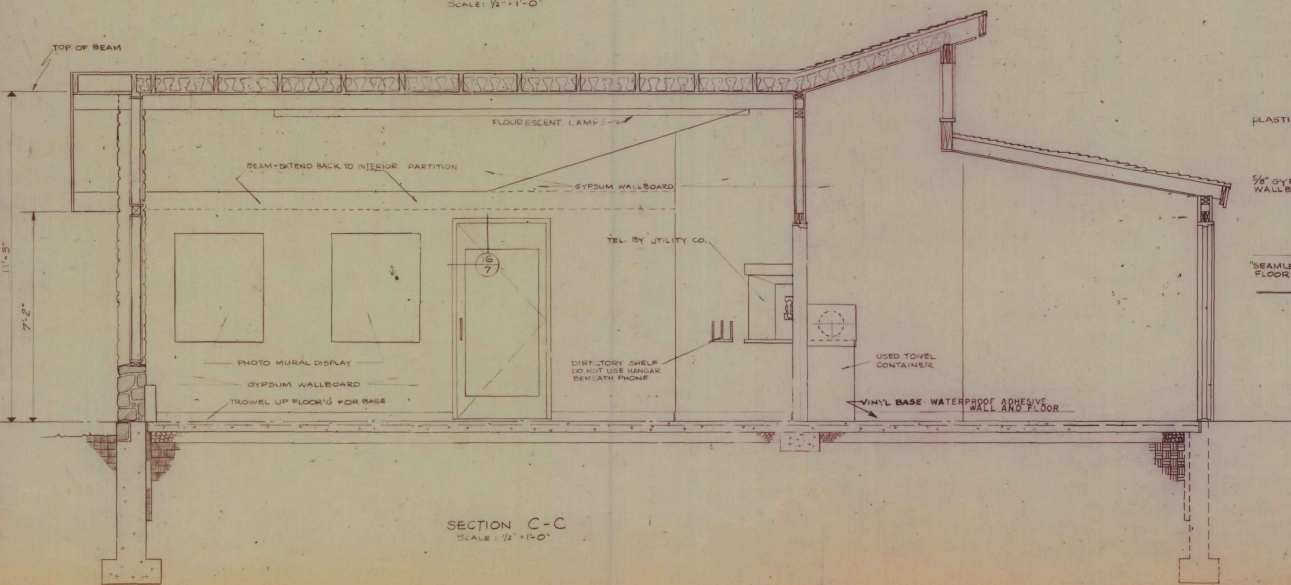 SCALE: 1/2" = 1'-0"
TOP OF BEAM
FLOURESCENT LAMP
PLASTI
BEAM-EXTEND BACK TO INTERIOR PARTITION
GYPSUM WALLBOARD
5/8" GYP
WALLB
TEL. BY UTILITY CO.
16
7
11'-3"
7'-2"
"SEAMLE
FLOOR
PHOTO MURAL DISPLAY
GYPSUM WALLBOARD
TROWEL UP FLOOR'G FOR BASE
DIRECTORY SHELF
DO NOT USE HANGAR
BENEATH PHONE
USED TOWEL
CONTAINER
VINYL BASE WATERPROOF ADHESIVE
WALL AND FLOOR
SECTION C-C
SCALE: 1/2" = 1'-0"